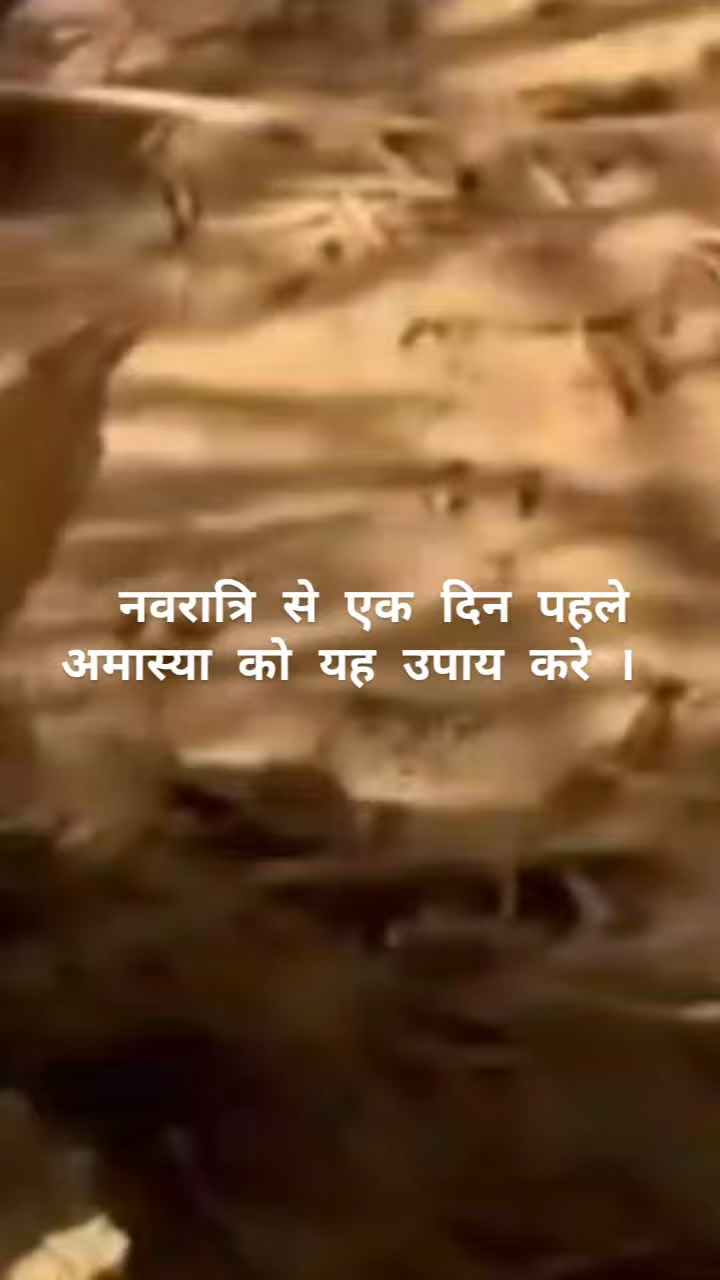 नवरात्रि से एक दिन पहले
अमास्या को यह उपाय करे ।